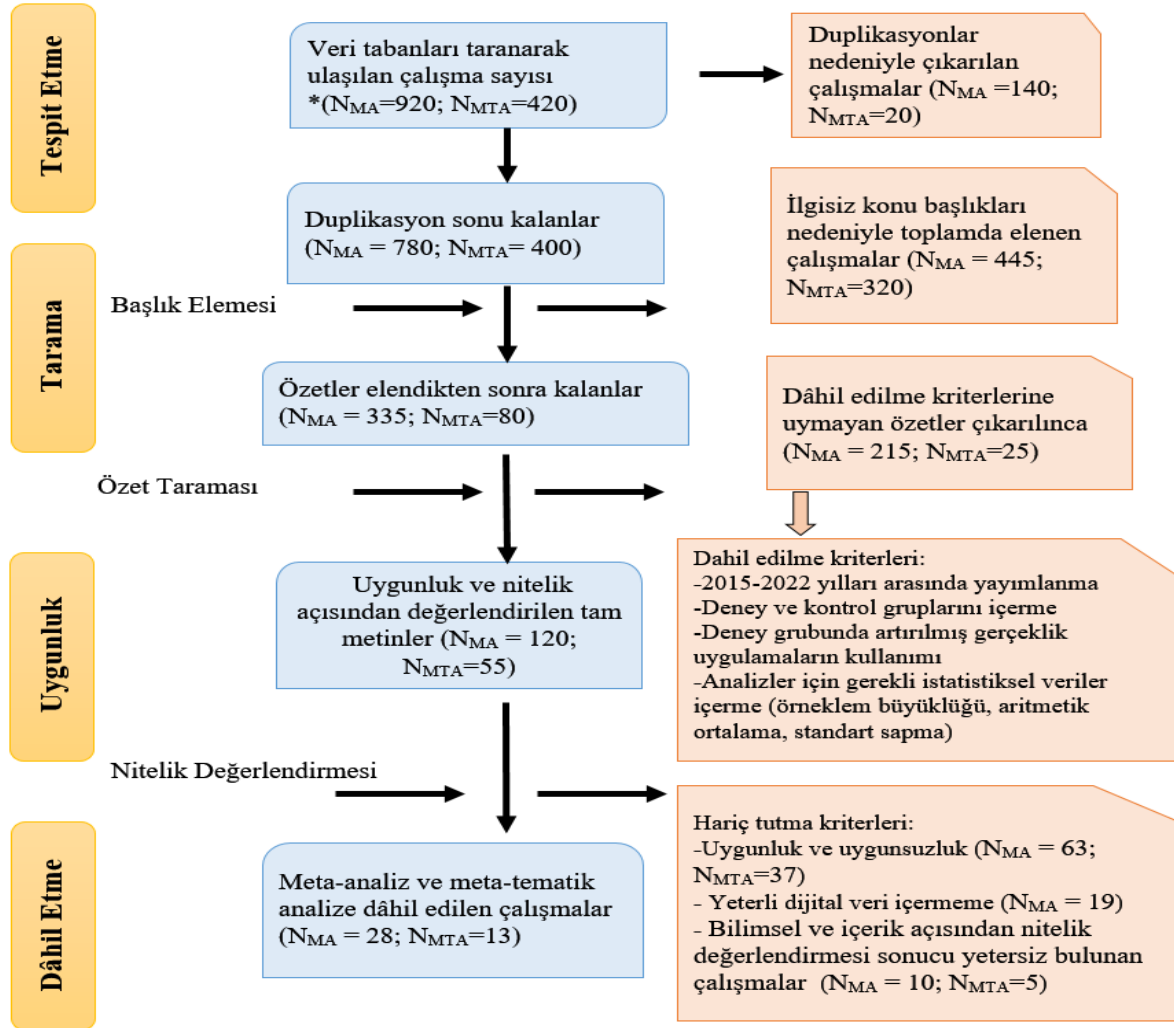 Tespit Etme
Veri tabanları taranarak
ulaşılan çalışma sayısı
*(NMA=920; NMTA=420)
Duplikasyonlar
nedeniyle çıkarılan
çalışmalar (NMA =140;
NMTA=20)
Duplikasyon sonu kalanlar
(NMA = 780; NMTA= 400)
İlgisiz konu başlıkları
nedeniyle toplamda elenen
çalışmalar (NMA = 445;
NMTA=320)
Tarama
Başlık Elemesi
Özetler elendikten sonra kalanlar
(NMA = 335; NMTA=80)
Dâhil edilme kriterlerine
uymayan özetler çıkarılınca
(NMA = 215; NMTA=25)
Özet Taraması
Uygunluk
Uygunluk ve nitelik
açısından değerlendirilen tam
metinler (NMA = 120;
NMTA=55)
Dahil edilme kriterleri:
-2015-2022 yılları arasında yayımlanma
-Deney ve kontrol gruplarını içerme
-Deney grubunda artırılmış gerçeklik
uygulamaların kullanımı
-Analizler için gerekli istatistiksel veriler
içerme (örneklem büyüklüğü, aritmetik
ortalama, standart sapma)
Nitelik Değerlendirmesi
Dâhil Etme
Meta-analiz ve meta-tematik
analize dâhil edilen çalışmalar
(NMA = 28; NMTA=13)
Hariç tutma kriterleri:
-Uygunluk ve uygunsuzluk (NMA = 63;
NMTA=37)
- Yeterli dijital veri içermeme (NMA = 19)
- Bilimsel ve içerik açısından nitelik
değerlendirmesi sonucu yetersiz bulunan
çalışmalar (NMA = 10; NMTA=5)